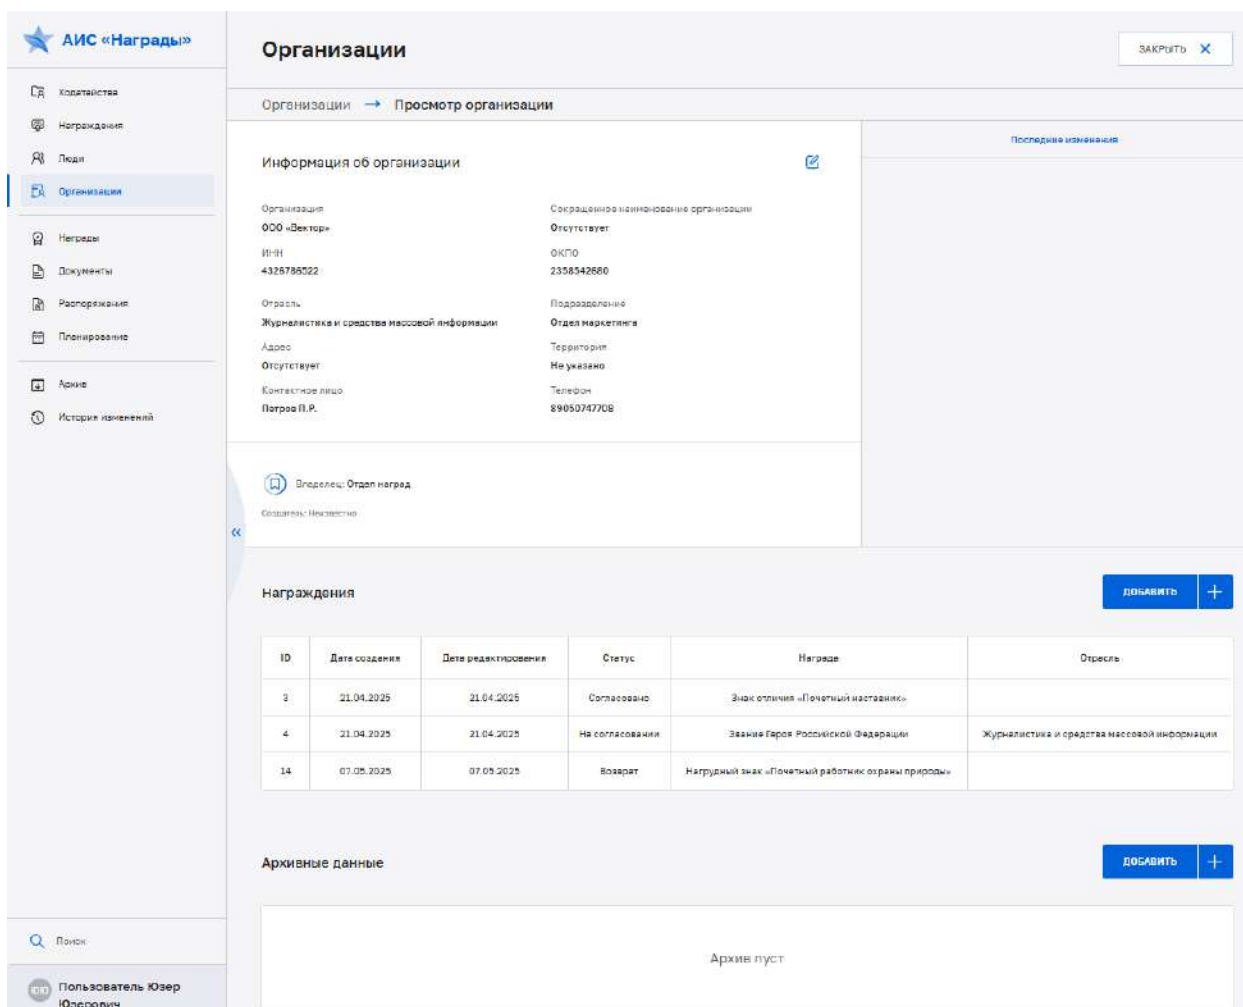 АИС «Награды»
Организации
ЗАКРЫТЬ
Ходатайства
Награждения
Люди
Организации
Награды
Документы
Распоряжения
Планирование
Архив
История изменений
Организации → Просмотр организации
Последние изменения
Информация об организации
Организация
Сокращенное наименование организации
ООО «Вектор»
Отсутствует
ИНН
ОКПО
4326786522
2358542680
Отрасль
Подразделение
Журналистика и средства массовой информации
Отдел маркетинга
Адрес
Территория
Отсутствует
Не указано
Контактное лицо
Телефон
Петров П.Р.
89050747708
Владелец: Отдел наград
Создатель: Неизвестно
Награждения
ДОБАВИТЬ
ID Дата создания Дата редактирования Статус Награда Отрасль
3 21.04.2025 21.04.2025 Согласовано Знак отличия «Почетный наставник»
4 21.04.2025 21.04.2025 На согласовании Звание Героя Российской Федерации Журналистика и средства массовой информации
14 07.05.2025 07.05.2025 Возврат Нагрудный знак «Почетный работник охраны природы»
Архивные данные
ДОБАВИТЬ
Архив пуст
Поиск
ЮЮ
Пользователь Юзер
Юзерович